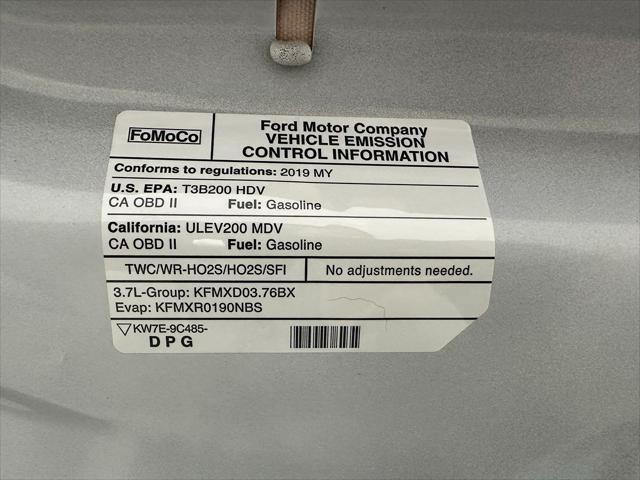 FoMoCo
Ford Motor Company
VEHICLE EMISSION
CONTROL INFORMATION
Conforms to regulations: 2019 MY
U.S. EPA: T3B200 HDV
CA OBD II Fuel: Gasoline
California: ULEV200 MDV
CA OBD II Fuel: Gasoline
TWC/WR-HO2S/HO2S/SFI No adjustments needed.
3.7L-Group: KFMXD03.76BX
Evap: KFMXR0190NBS
KW7E-9C485-
D P G